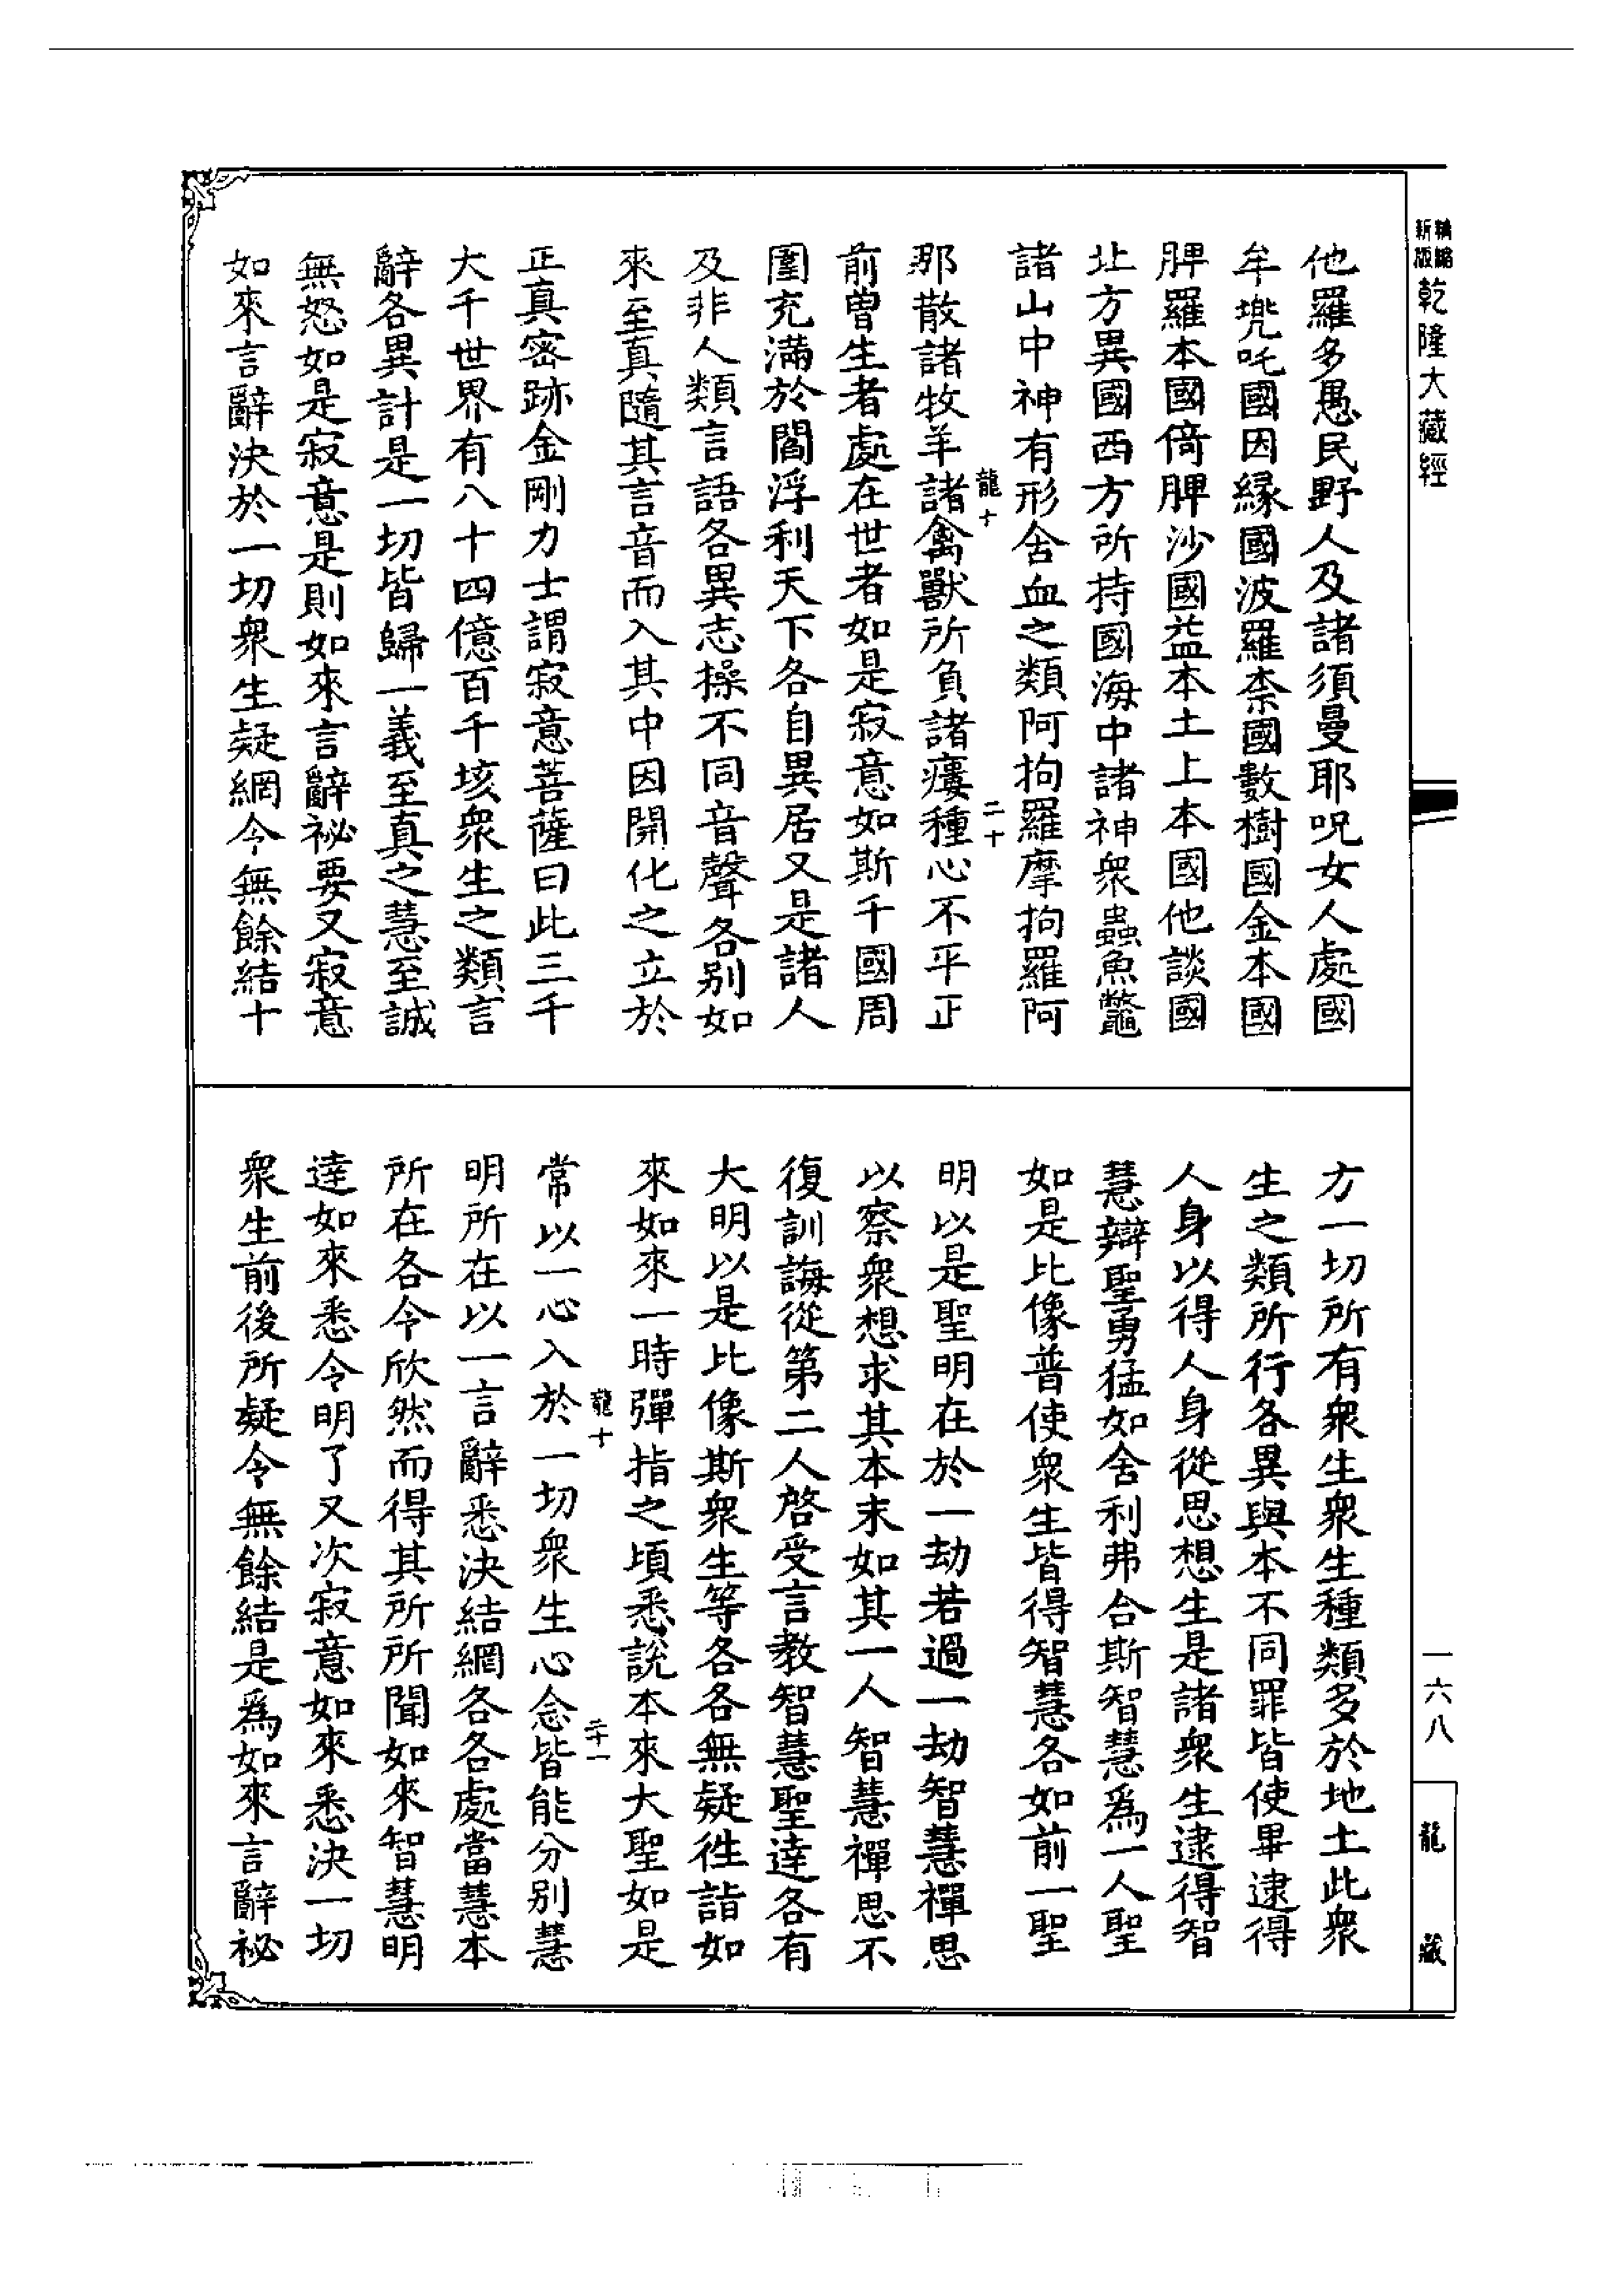 新版精縮
乾隆大藏經
他羅多愚民野人及諸須曼耶呪女人處國
牟兠吒國因緣國波羅柰國數樹國金本國
脾羅本國倚脾沙國益本土上本國他談國
北方異國西方所持國海中諸神衆蟲魚鼈
諸山中神有形含血之類阿拘羅摩拘羅阿
那散諸牧羊諸禽獸所負諸瘻種心不平正
龍十
二十
前曾生者處在世者如是寂意如斯千國周
圍充滿於閻浮利天下各自異居又是諸人
及非人類言語各異志操不同音聲各別如
來至真隨其言音而入其中因開化之立於
正真密跡金剛力士謂寂意菩薩曰此三千
大千世界有八十四億百千垓衆生之類言
辭各異計是一切皆歸一義至真之慧至誠
無怒如是寂意是則如來言辭祕要又寂意
如來言辭決於一切衆生疑網令無餘結十
方一切所有衆生衆生種類多於地土此衆
生之類所行各異與本不同罪皆使畢逮得
人身以得人身從思想生是諸衆生逮得智
慧辯聖勇猛如舍利弗合斯智慧爲一人聖
如是比像普使衆生皆得智慧各如前一聖
明以是聖明在於一劫若過一劫智慧禪思
以察衆想求其本末如其一人智慧禪思不
復訓誨從第二人啓受言教智慧聖達各有
大明以是比像斯衆生等各各無疑徃詣如
來如來一時彈指之頃悉說本來大聖如是
龍十
二十一
常以一心入於一切衆生心念皆能分別慧
明所在以一言辭悉決結網各各處當慧本
所在各令欣然而得其所所聞如來智慧明
達如來悉令明了又次寂意如來悉決一切
衆生前後所疑令無餘結是爲如來言辭祕
一六八
龍藏